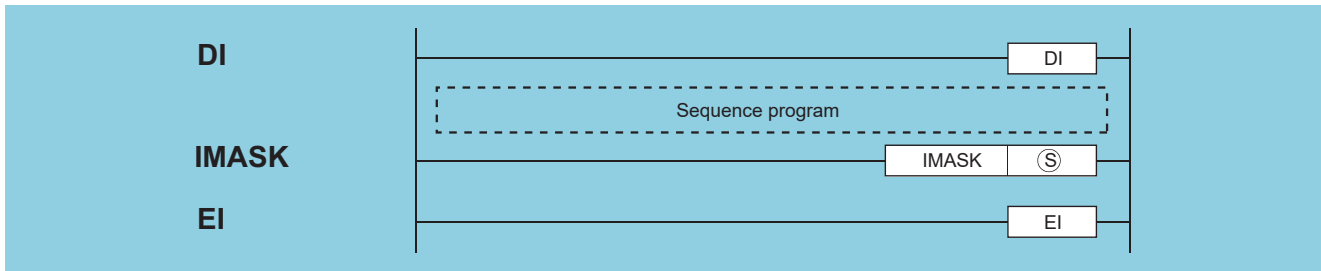 DI DI
Sequence program
IMASK IMASK Ⓢ
EI EI